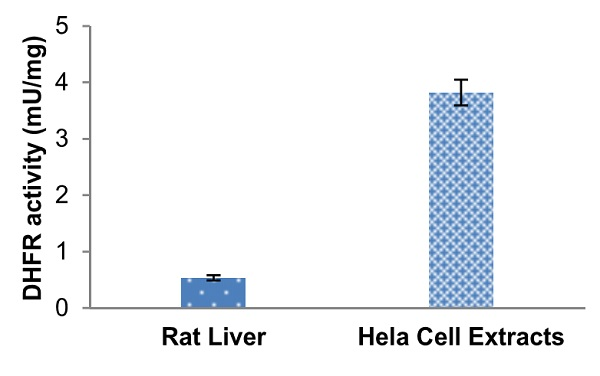 DHFR activity (mU/mg)
5
4
3
2
1
0
Rat Liver
Hela Cell Extracts